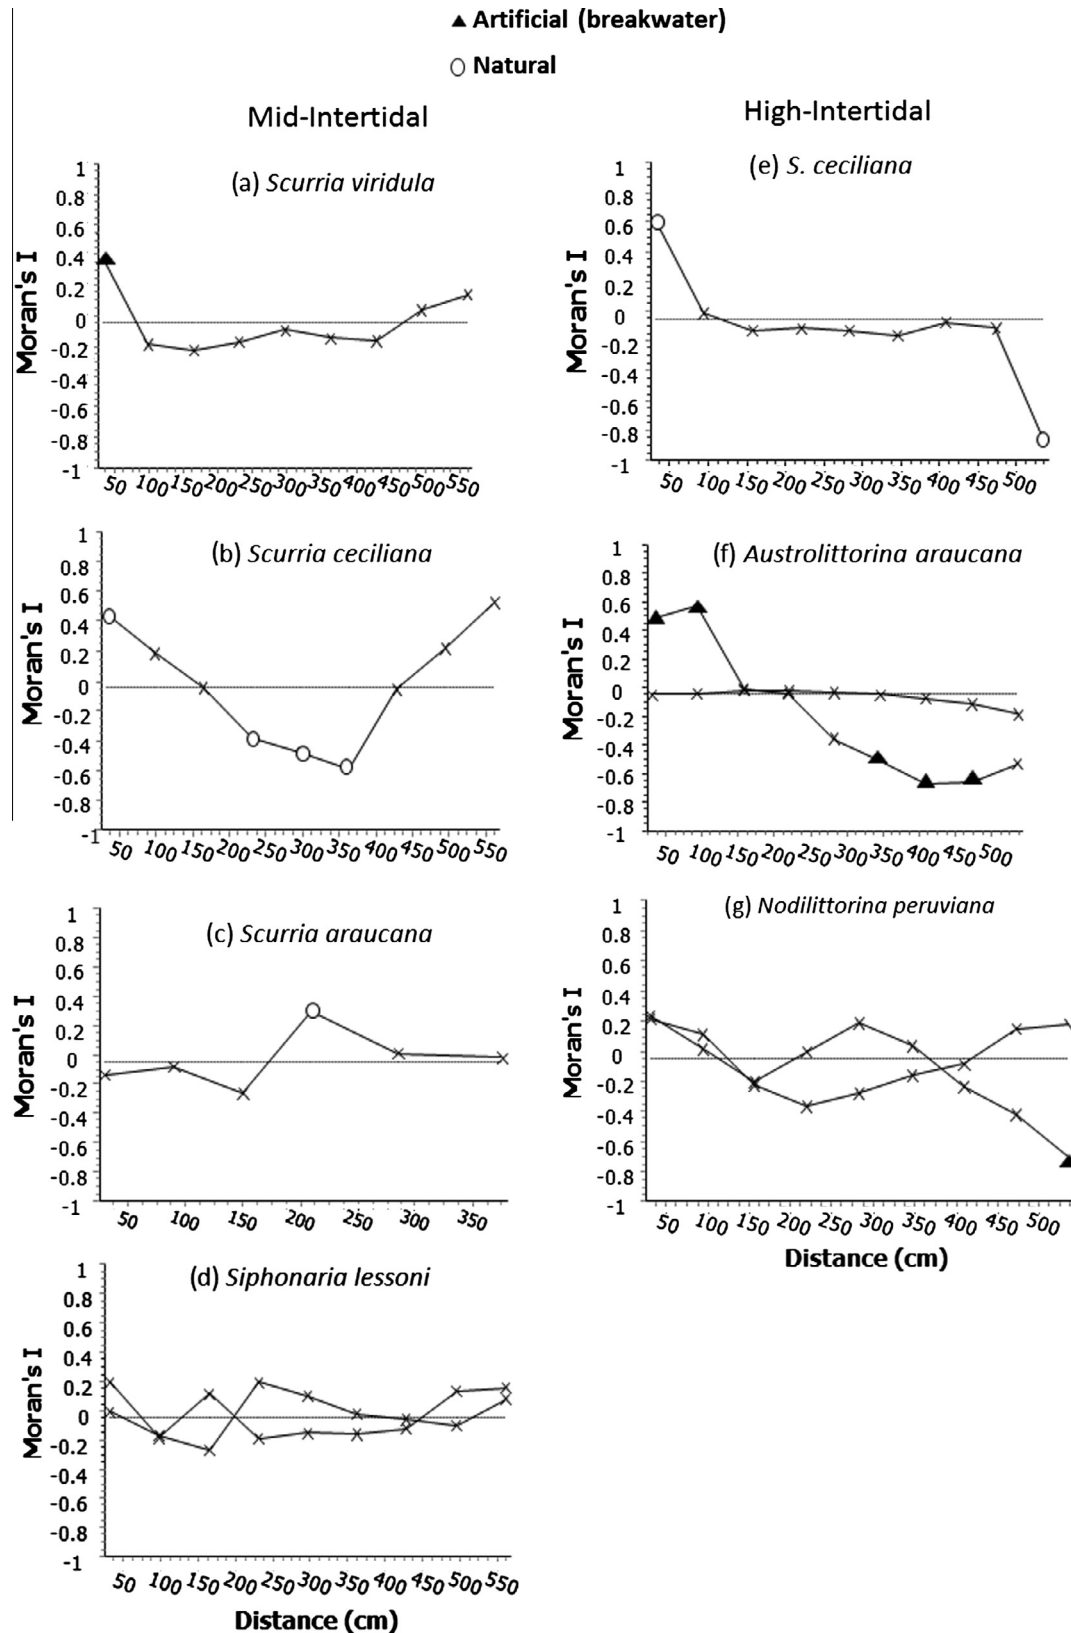 ▲ Artificial (breakwater)
○ Natural
Mid-Intertidal
(a) Scurria viridula
Moran's I
1
0.8
0.6
0.4
0.2
0
-0.2
-0.4
-0.6
-0.8
-1
50 100 150 200 250 300 350 400 500 550
(b) Scurria ceciliana
Moran's I
1
0.8
0.6
0.4
0.2
0
-0.2
-0.4
-0.6
-0.8
-1
50 100 150 200 250 300 350 400 500 550
(c) Scurria araucana
Moran's I
1
0.8
0.6
0.4
0.2
0
-0.2
-0.4
-0.6
-0.8
-1
50 100 150 200 250 300 350
(d) Siphonaria lessoni
Moran's I
1
0.8
0.6
0.4
0.2
0
-0.2
-0.4
-0.6
-0.8
-1
50 100 150 200 250 300 350 400 450 500 550
Distance (cm)
High-Intertidal
(e) S. ceciliana
Moran's I
1
0.8
0.6
0.4
0.2
0
-0.2
-0.4
-0.6
-0.8
-1
50 100 150 200 250 300 350 400 450 500
(f) Austrolittorina araucana
Moran's I
1
0.8
0.6
0.4
0.2
0
-0.2
-0.4
-0.6
-0.8
-1
50 100 150 200 250 300 350 400 450 500
(g) Nodilittorina peruviana
Moran's I
1
0.8
0.6
0.4
0.2
0
-0.2
-0.4
-0.6
-0.8
-1
50 100 150 200 250 300 350 400 450 500
Distance (cm)